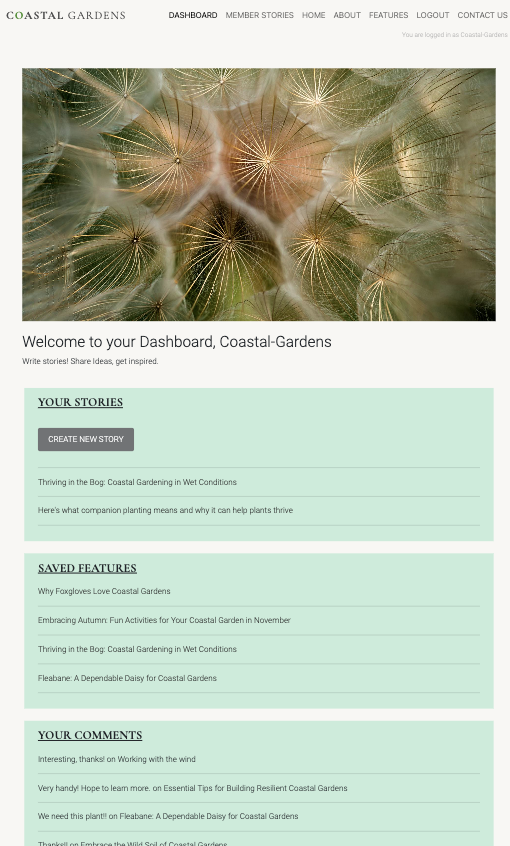 COASTAL GARDENS
DASHBOARD MEMBER STORIES HOME ABOUT FEATURES LOGOUT CONTACT US
You are logged in as Coastal-Gardens
Welcome to your Dashboard, Coastal-Gardens
Write stories! Share Ideas, get inspired.
YOUR STORIES
CREATE NEW STORY
Thriving in the Bog: Coastal Gardening in Wet Conditions
Here's what companion planting means and why it can help plants thrive
SAVED FEATURES
Why Foxgloves Love Coastal Gardens
Embracing Autumn: Fun Activities for Your Coastal Garden in November
Thriving in the Bog: Coastal Gardening in Wet Conditions
Fleabane: A Dependable Daisy for Coastal Gardens
YOUR COMMENTS
Interesting, thanks! on Working with the wind
Very handy! Hope to learn more. on Essential Tips for Building Resilient Coastal Gardens
We need this plant!! on Fleabane: A Dependable Daisy for Coastal Gardens
Thanks!! on Embrace the Wild Soil of Coastal Gardens